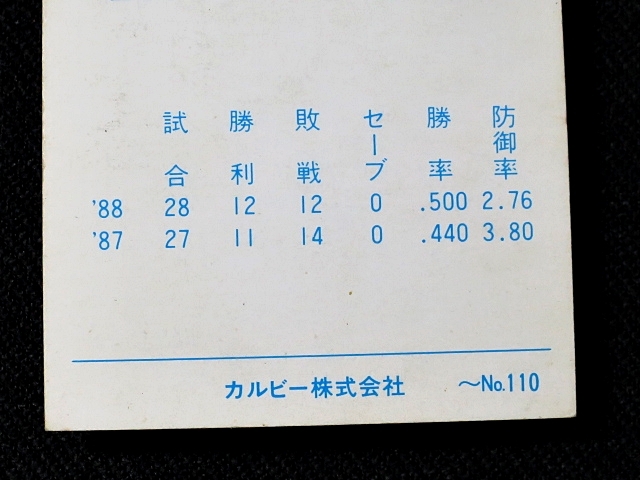 試合 勝利 敗戦 セーブ 勝率 防御率
'88 28 12 12 0 .500 2.76
'87 27 11 14 0 .440 3.80
カルビー株式会社 〜No.110